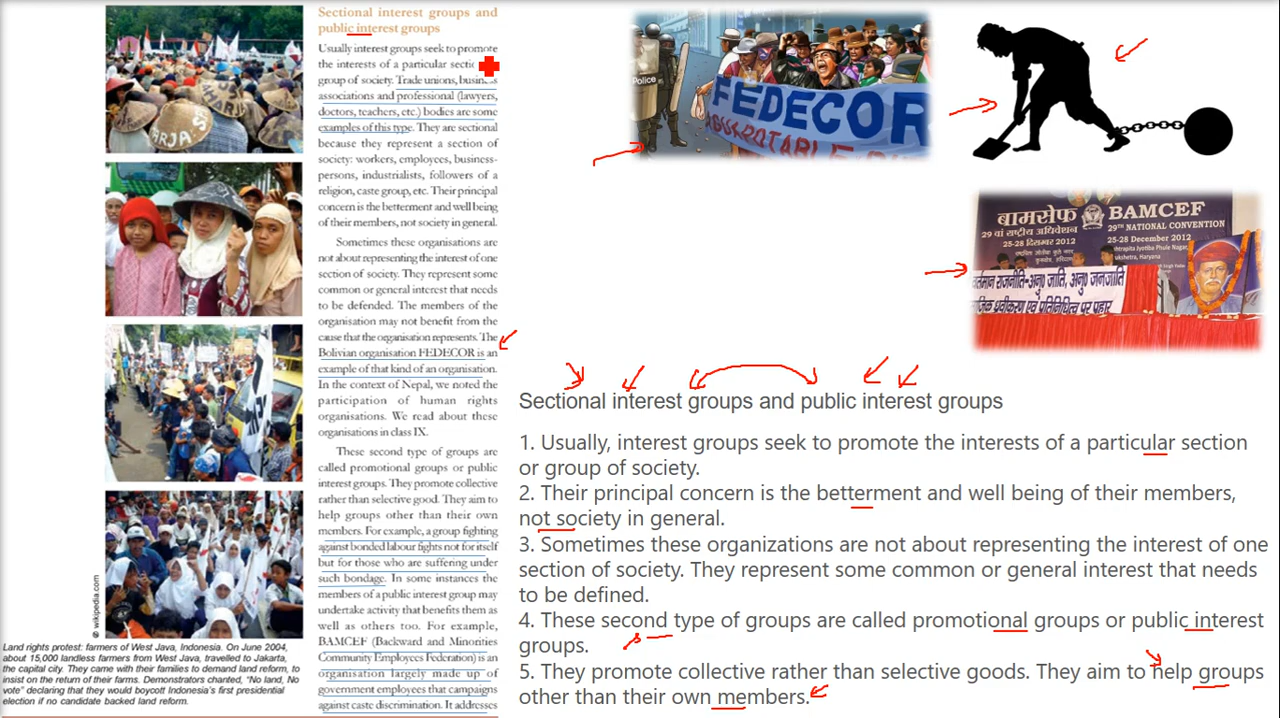 Sectional interest groups and
public interest groups
Usually interest groups seek to promote
the interests of a particular
group of society. Trade unions, business
associations and professional (lawyers,
doctors, teachers, etc.) bodies are some
examples of this type. They are sectional
because they represent a section of
society: workers, employees, business-
persons, industrialists, followers of a
religion, caste group, etc. Their principal
concern is the betterment and well being
of their members, not society in general.
Sometimes these organisations are
not about representing the interest of one
section of society. They represent some
common or general interest that needs
to be defended. The members of the
organisation may not benefit from the
cause that the organisation represents. The
Bolivian organisation FEDECOR is an
example of that kind of an organisation.
In the context of Nepal, we noted the
participation of human rights
organisations. We read about these
organisations in class IX.
These second type of groups are
called promotional groups or public
interest groups. They promote collective
rather than selective good. They aim to
help groups other than their own
members. For example, a group fighting
against bonded labour fights not for itself
but for those who are suffering under
such bondage. In some instances the
members of a public interest group may
undertake activity that benefits them as
well as others too. For example,
BAMCEF (Backward and Minorities
Community Employees Federation) is an
organisation largely made up of
government employees that campaigns
against caste discrimination. It addresses
© wikipedia.com
Land rights protest: farmers of West Java, Indonesia. On June 2004,
about 15,000 landless farmers from West Java, travelled to Jakarta,
the capital city. They came with their families to demand land reform, to
insist on the return of their farms. Demonstrators chanted, "No land, No
vote" declaring that they would boycott Indonesia's first presidential
election if no candidate backed land reform.
Police
FEDECOR
बामसेफ BAMCEF
29 वां राष्ट्रीय अधिवेशन 29TH NATIONAL CONVENTION
25-28 दिसम्बर 2012 25-28 December 2012
Jyotiba Phule Nagar,
Haryana
राजनीति-अनु० जाति, अनु० जनजाति
एवं प्रतिनिधित्व पर प्रहार
Sectional interest groups and public interest groups
1. Usually, interest groups seek to promote the interests of a particular section
or group of society.
2. Their principal concern is the betterment and well being of their members,
not society in general.
3. Sometimes these organizations are not about representing the interest of one
section of society. They represent some common or general interest that needs
to be defined.
4. These second type of groups are called promotional groups or public interest
groups.
5. They promote collective rather than selective goods. They aim to help groups
other than their own members.